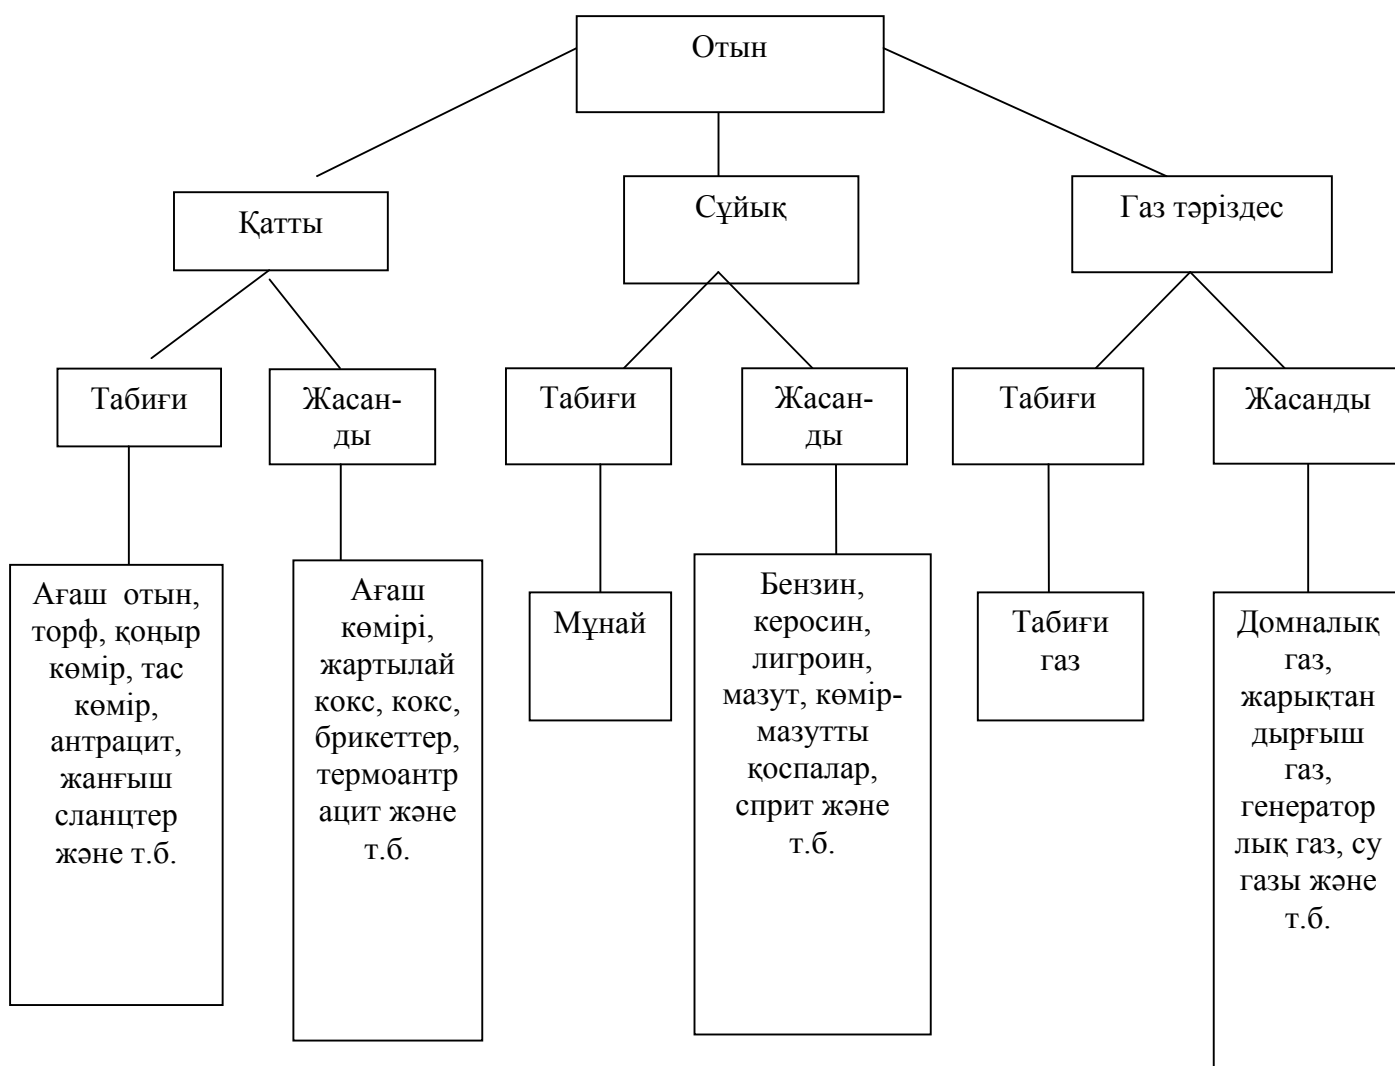 Отын
Қатты
Сұйық
Газ тәріздес
Табиғи
Жасан-
ды
Табиғи
Жасан-
ды
Табиғи
Жасанды
Ағаш отын,
торф, қоңыр
көмір, тас
көмір,
антрацит,
жанғыш
сланцтер
және т.б.
Ағаш
көмірі,
жартылай
кокс, кокс,
брикеттер,
термоантр
ацит және
т.б.
Мұнай
Бензин,
керосин,
лигроин,
мазут, көмір-
мазутты
қоспалар,
сприт және
т.б.
Табиғи
газ
Домналық
газ,
жарықтан
дырғыш
газ,
генератор
лық газ, су
газы және
т.б.